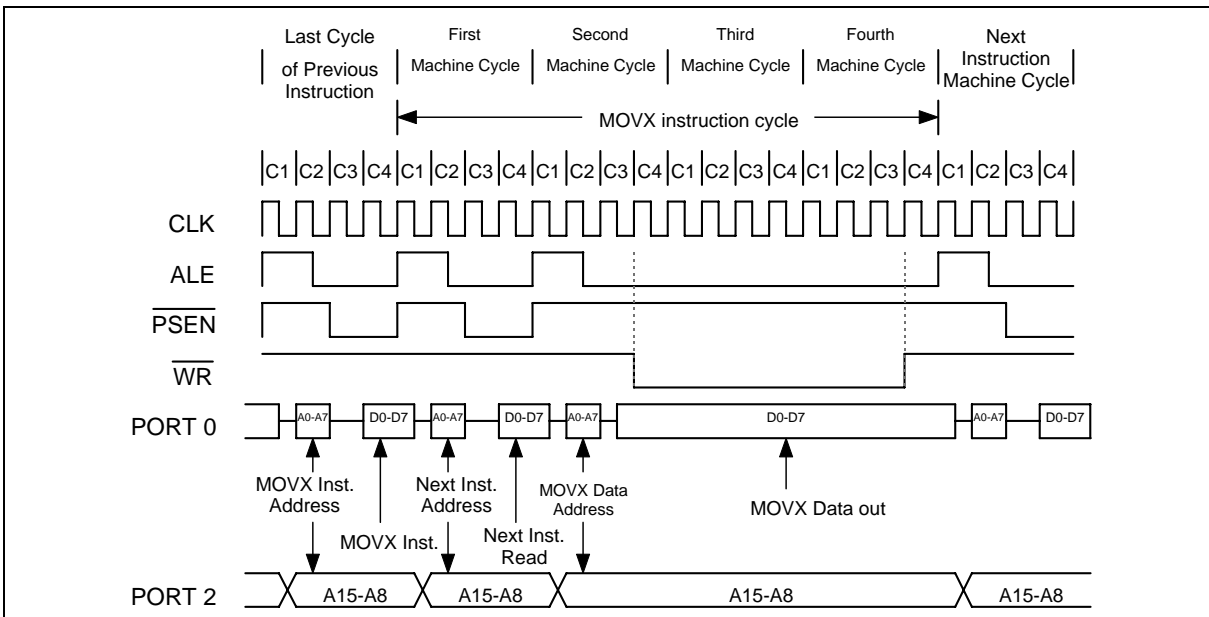 Last Cycle
of Previous
Instruction
First
Machine Cycle
Second
Machine Cycle
Third
Machine Cycle
Fourth
Machine Cycle
Next
Instruction
Machine Cycle
MOVX instruction cycle
C1 C2 C3 C4 C1 C2 C3 C4 C1 C2 C3 C4 C1 C2 C3 C4 C1 C2 C3 C4 C1 C2 C3 C4
CLK
ALE
PSEN
WR
PORT 0
A0-A7 D0-D7 A0-A7 D0-D7 A0-A7 D0-D7 A0-A7 D0-D7
MOVX Inst.
Address
MOVX Inst.
Next Inst.
Address
Next Inst.
Read
MOVX Data
Address
MOVX Data out
PORT 2
A15-A8 A15-A8 A15-A8 A15-A8